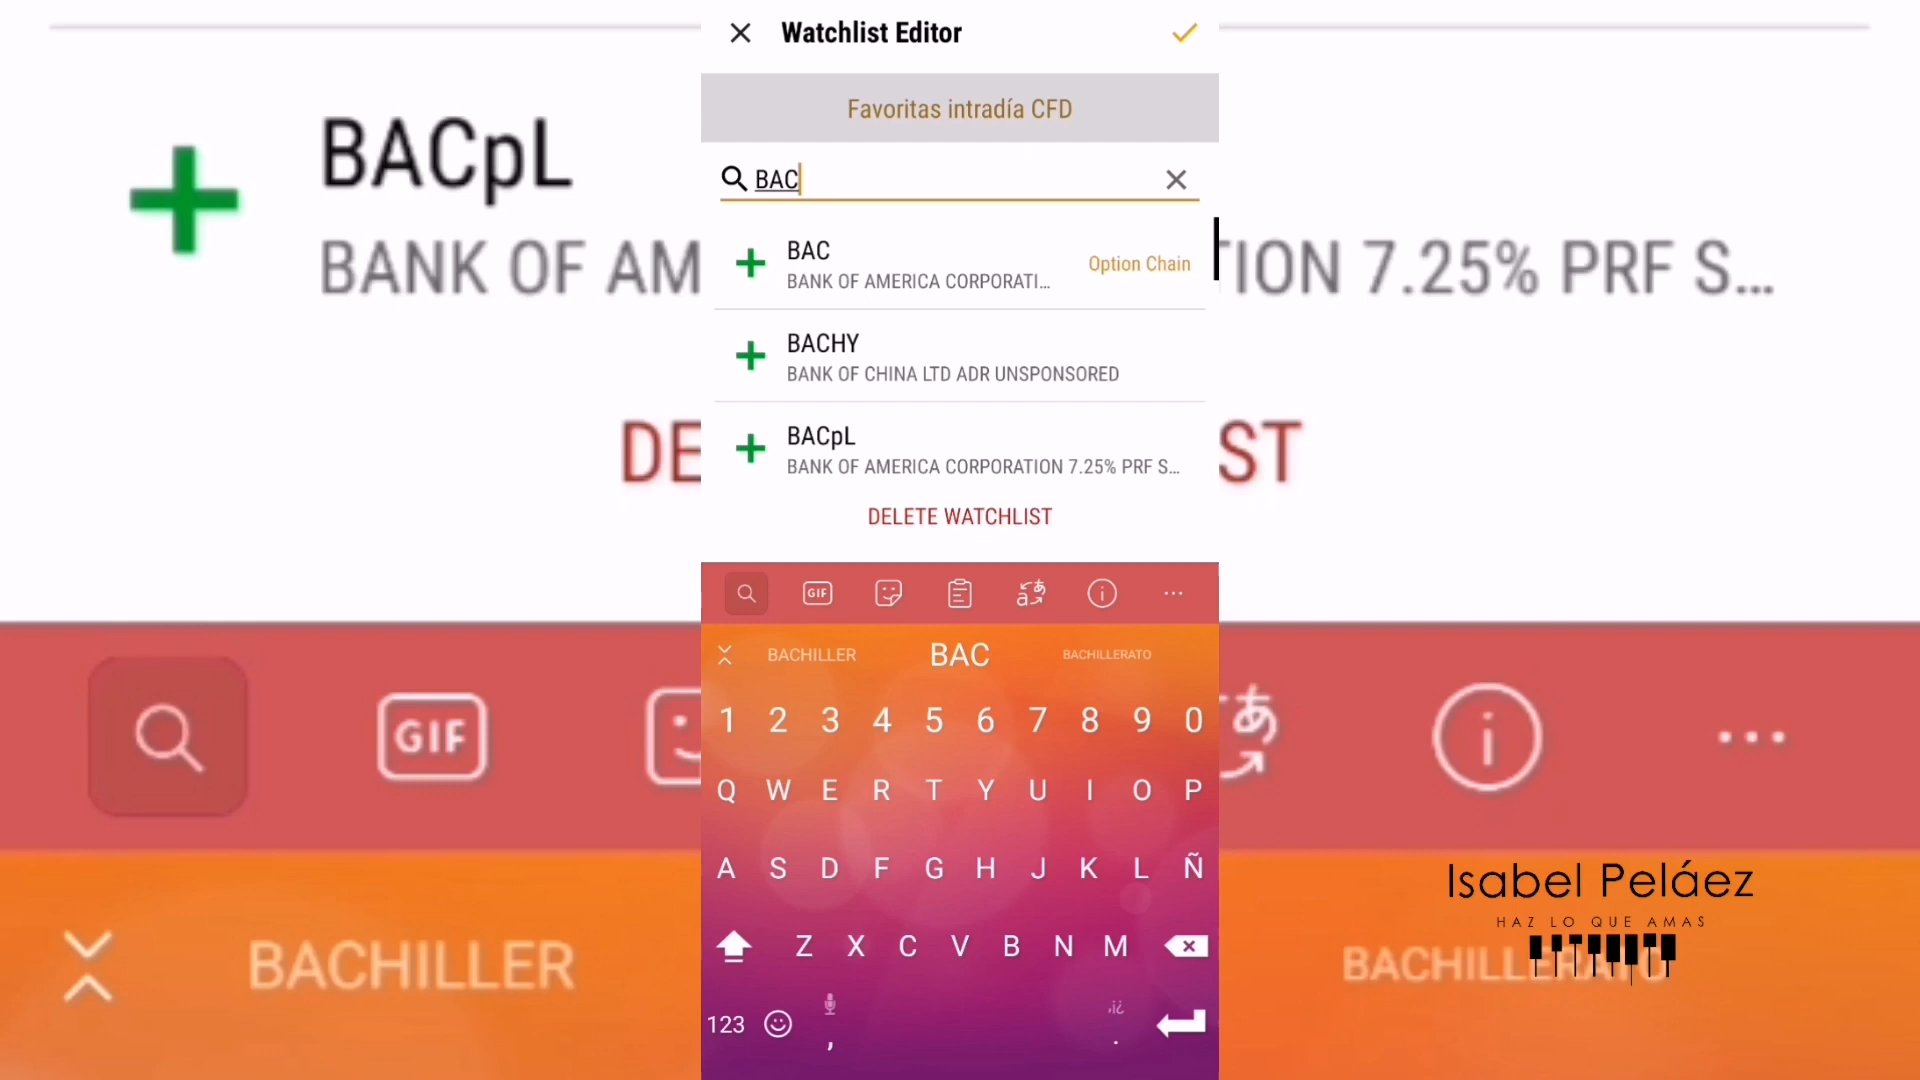 Watchlist Editor
Favoritas intradía CFD
BAC
BAC
BANK OF AMERICA CORPORATI...
Option Chain
BACHY
BANK OF CHINA LTD ADR UNSPONSORED
BACpL
BANK OF AMERICA CORPORATION 7.25% PRF S...
DELETE WATCHLIST
GIF
BACHILLER BAC BACHILLERATO
1 2 3 4 5 6 7 8 9 0
Q W E R T Y U I O P
A S D F G H J K L Ñ
Z X C V B N M
123 , .
BACpL
BANK OF AM
ION 7.25% PRF S...
DE
ST
GIF
BACHILLER
BACHILLERATO
Isabel Peláez
HAZ LO QUE AMAS